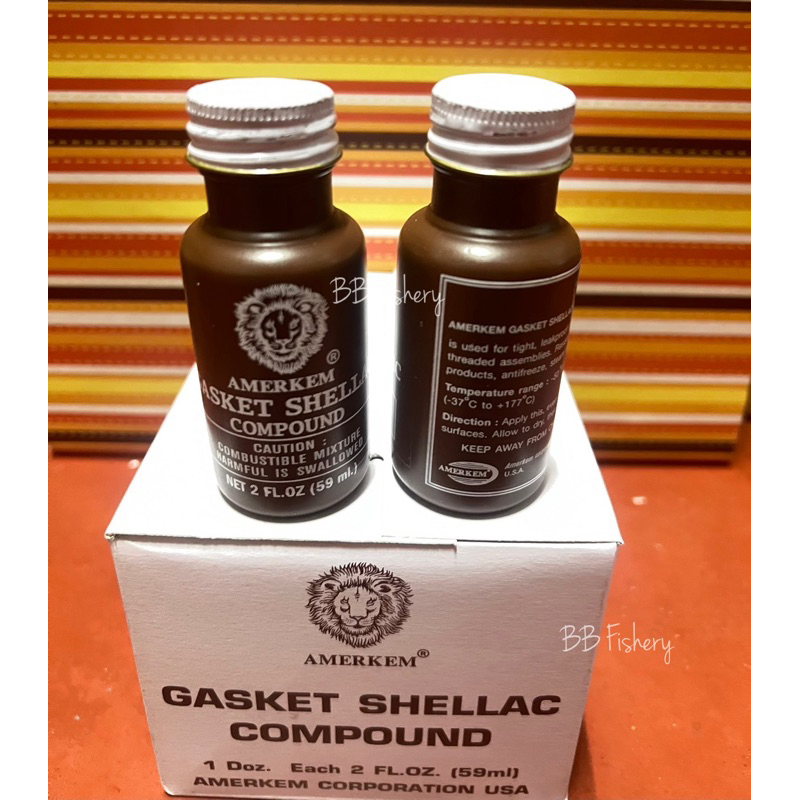 AMERKEM®
GASKET SHELLAC
COMPOUND
CAUTION :
COMBUSTIBLE MIXTURE
HARMFUL IS SWALLOWED
NET 2 FL.OZ (59 ml.)
BB Fishery
AMERKEM GASKET SHELLAC
is used for tight, leakproof
threaded assemblies.
products, antifreeze,
Temperature range :
(-37°C to +177°C)
Direction : Apply this,
surfaces. Allow to dry,
KEEP AWAY FROM
AMERKEM
Amerkem
U.S.A.
BB Fishery
AMERKEM®
GASKET SHELLAC
COMPOUND
1 Doz. Each 2 FL.OZ. (59ml)
AMERKEM CORPORATION USA